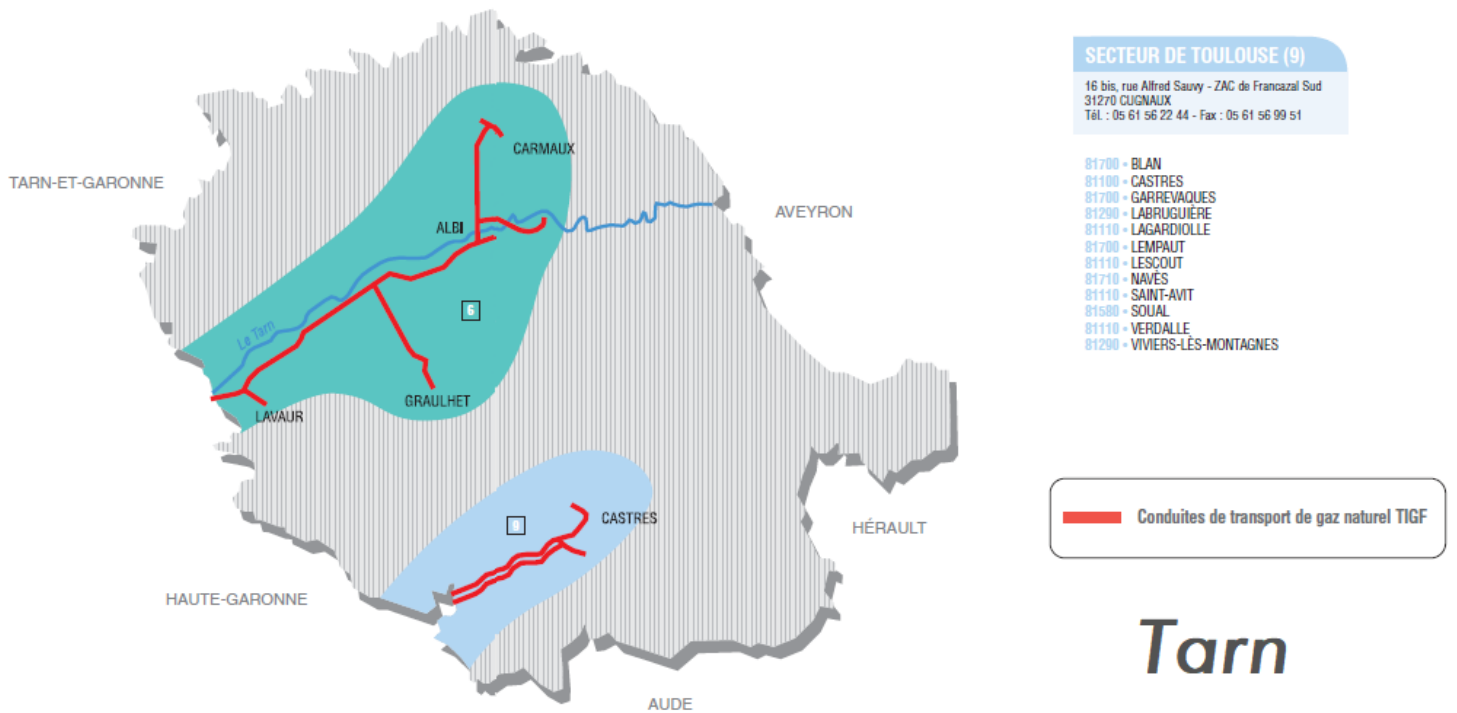 TARN-ET-GARONNE
CARMAUX
AVEYRON
ALBI
6
Le Tarn
GRAULHET
LAVAUR
9
CASTRES
HÉRAULT
HAUTE-GARONNE
AUDE
SECTEUR DE TOULOUSE (9)
16 bis, rue Alfred Sauvy - ZAC de Francazal Sud
31270 CUGNAUX
Tél. : 05 61 56 22 44 - Fax : 05 61 56 99 51
81700 • BLAN
81100 • CASTRES
81700 • GARREVAQUES
81290 • LABRUGUIÈRE
81110 • LAGARDIOLLE
81700 • LEMPAUT
81110 • LESCOUT
81710 • NAVÈS
81110 • SAINT-AVIT
81580 • SOUAL
81110 • VERDALLE
81290 • VIVIERS-LÈS-MONTAGNES
Conduites de transport de gaz naturel TIGF
Tarn